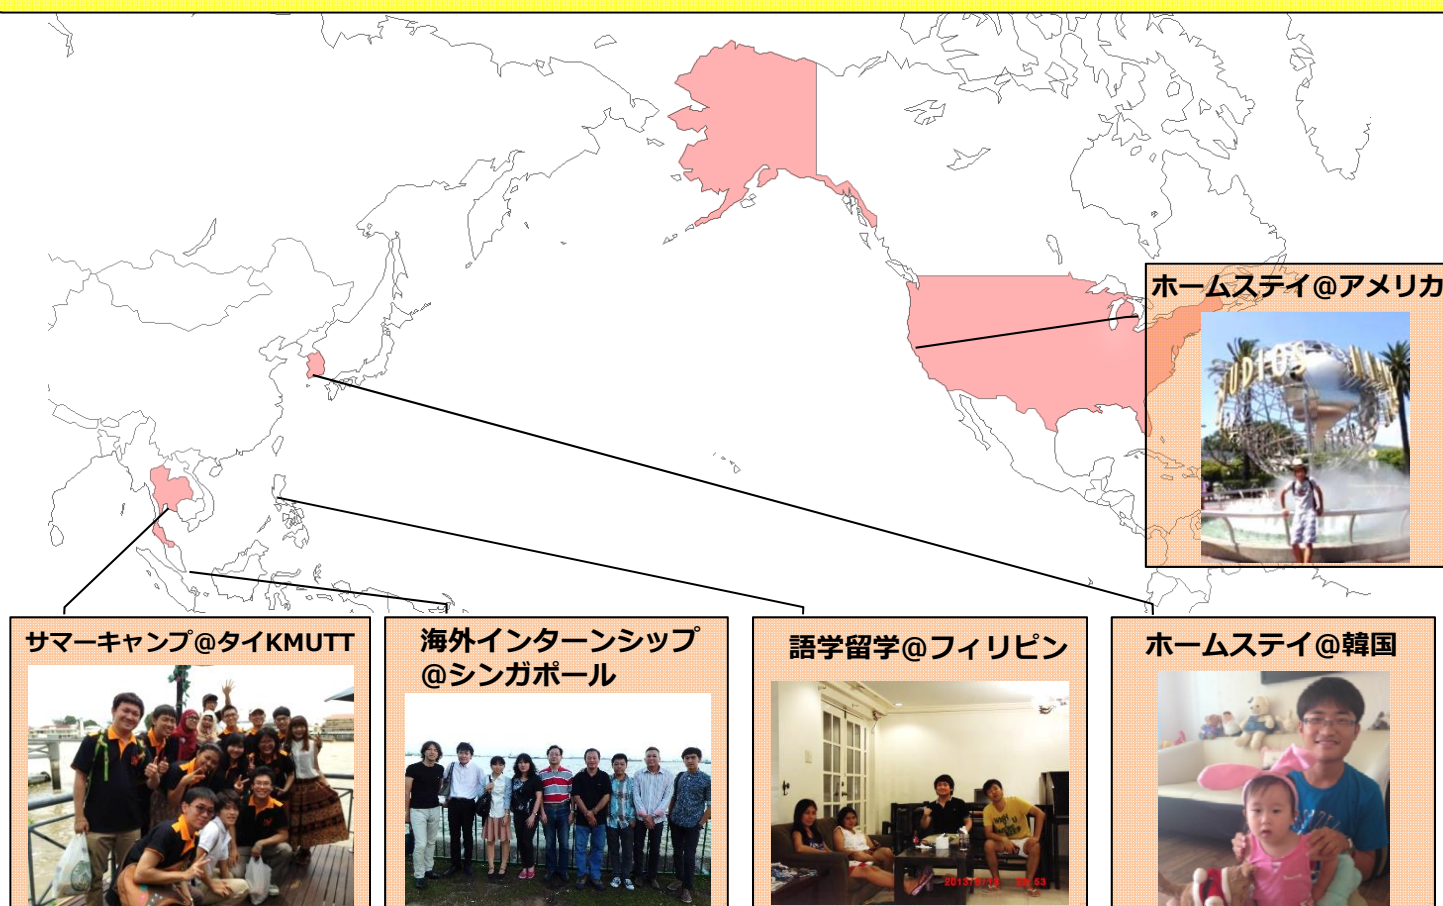 ホームステイ@アメリカ
UDIOS
サマーキャンプ@タイKMUTT
海外インターンシップ
@シンガポール
語学留学@フィリピン
ホームステイ@韓国